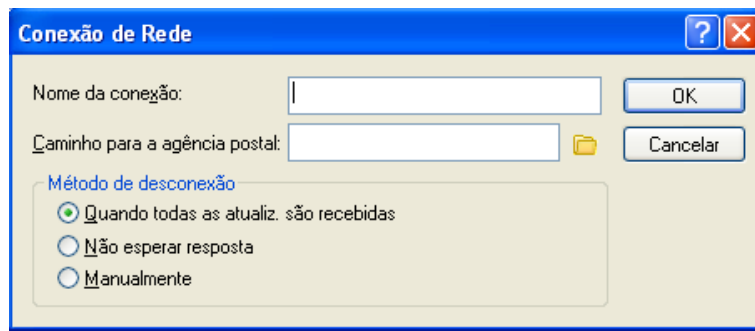 Conexão de Rede
Nome da conexão:
OK
Caminho para a agência postal:
Cancelar
Método de desconexão
Quando todas as atualiz. são recebidas
Não esperar resposta
Manualmente